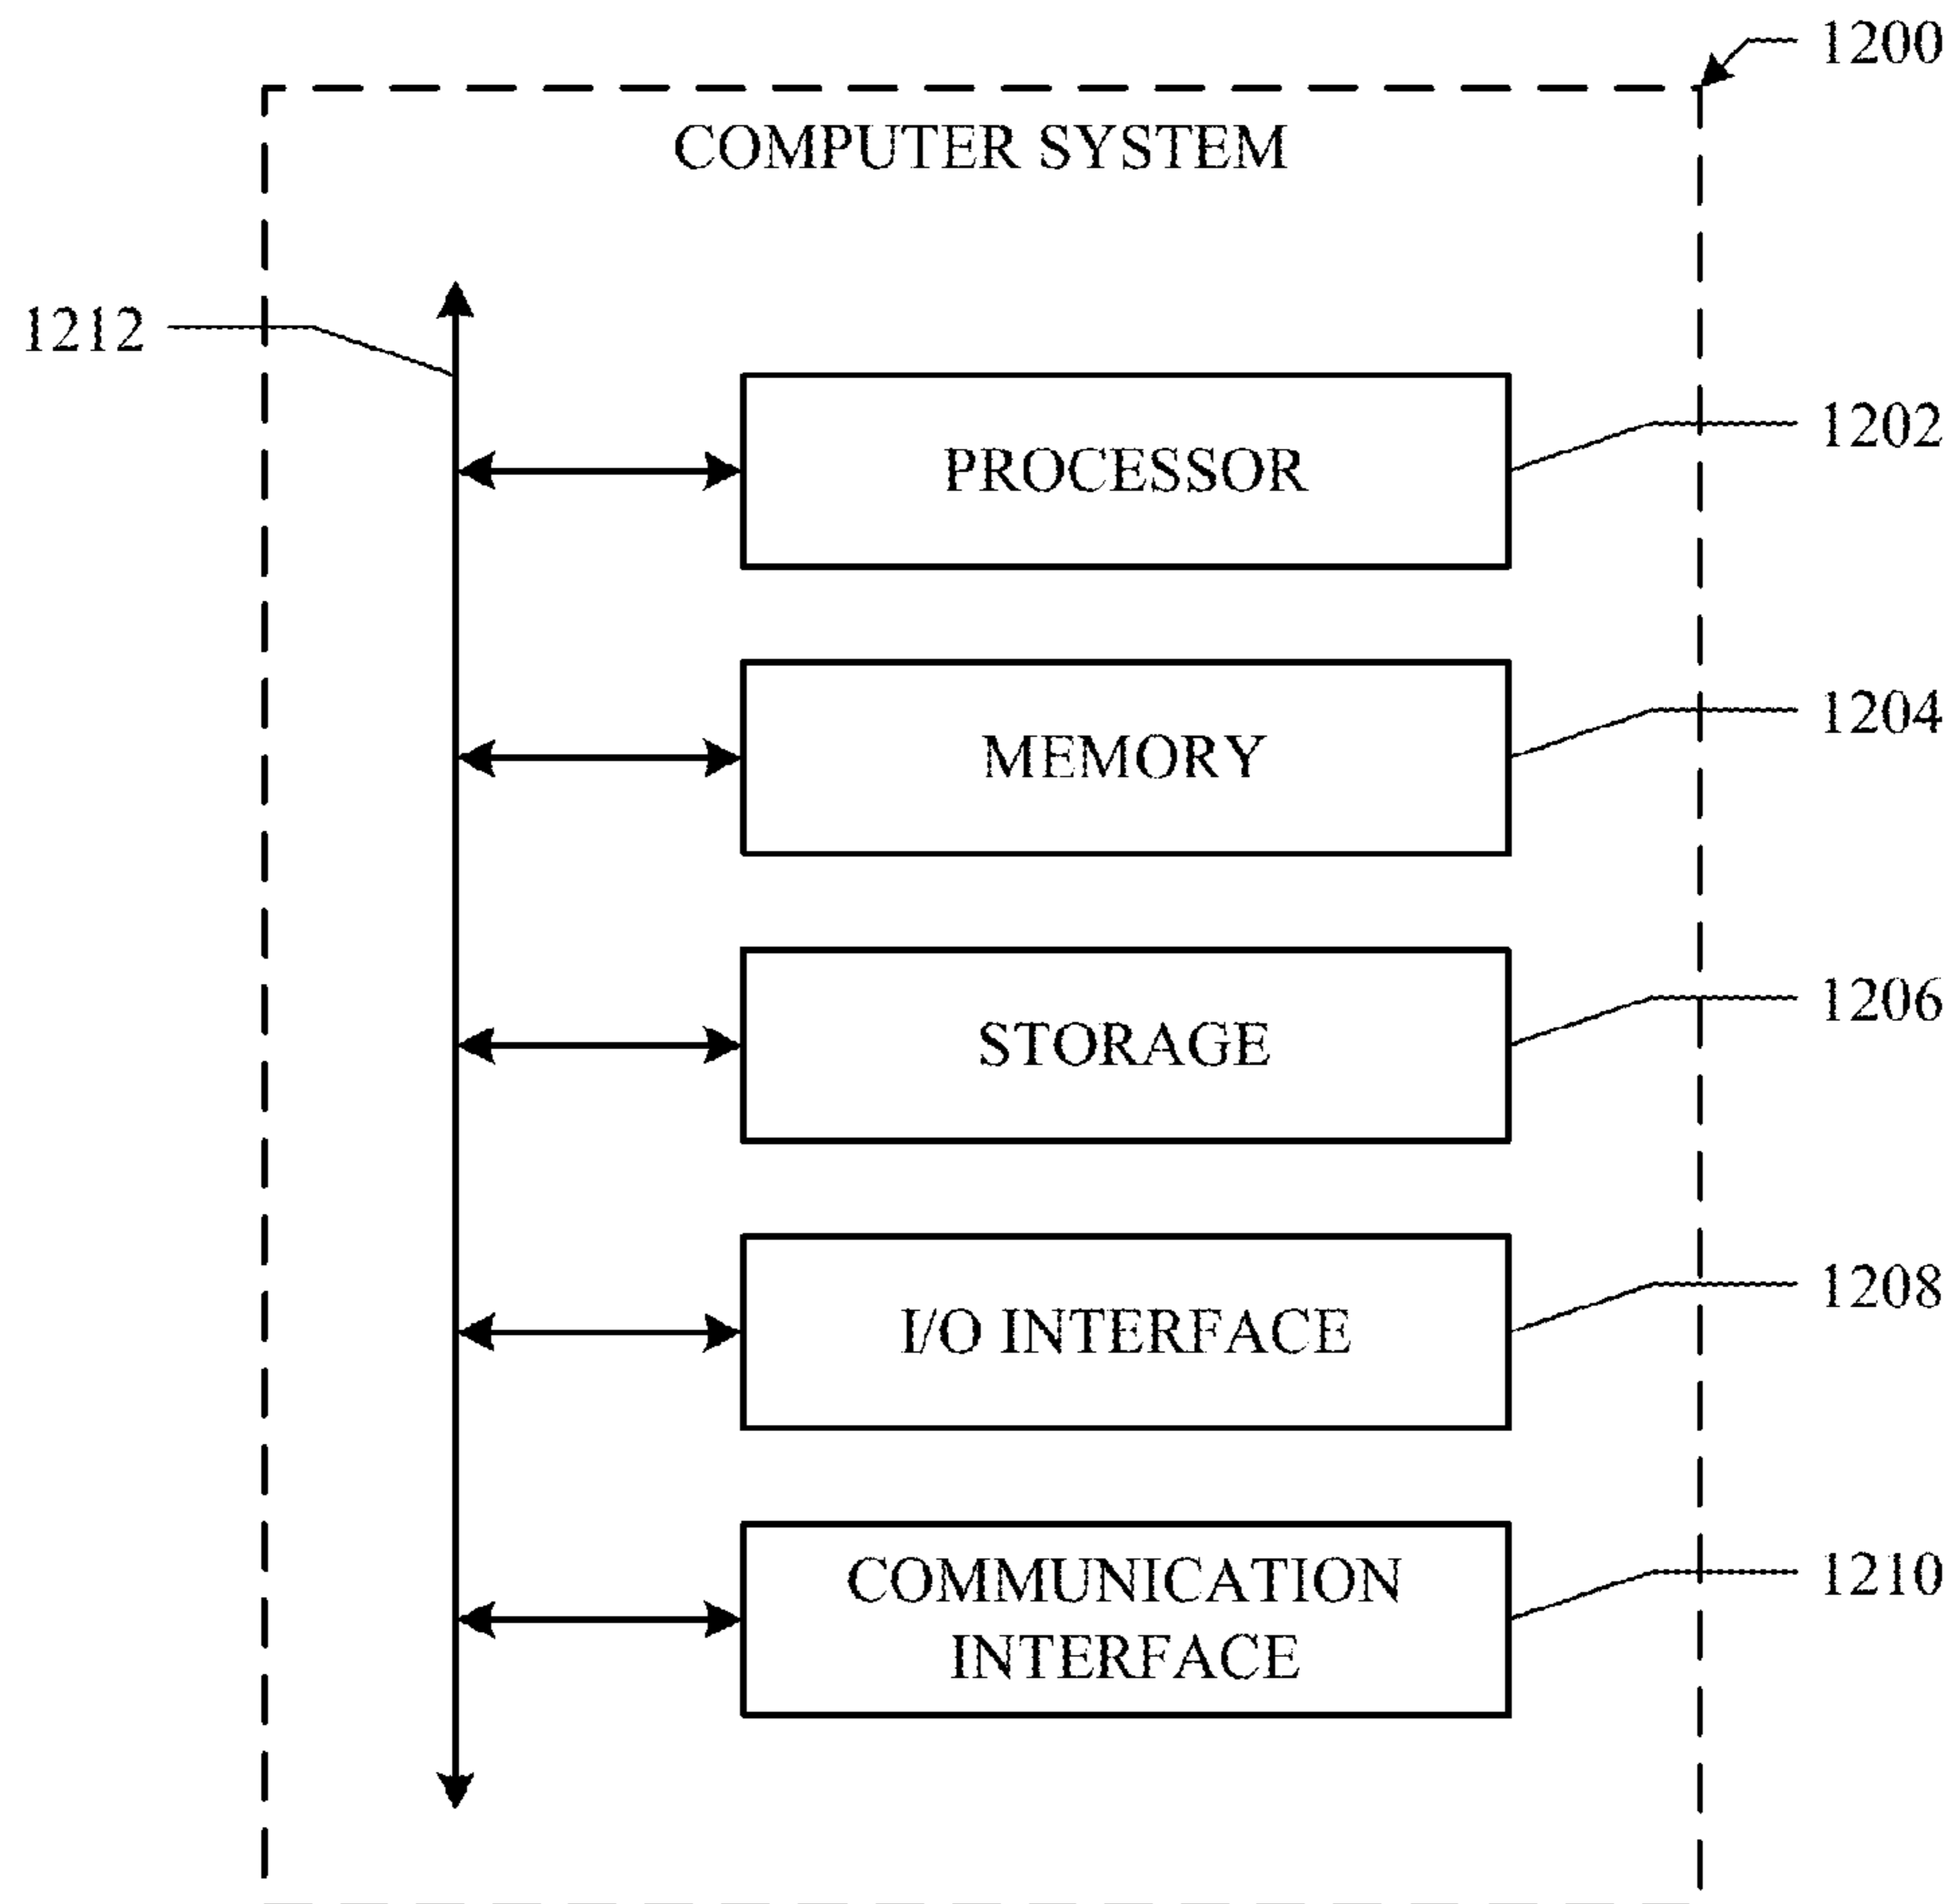 1200
COMPUTER SYSTEM
1212
PROCESSOR
1202
MEMORY
1204
STORAGE
1206
I/O INTERFACE
1208
COMMUNICATION
INTERFACE
1210